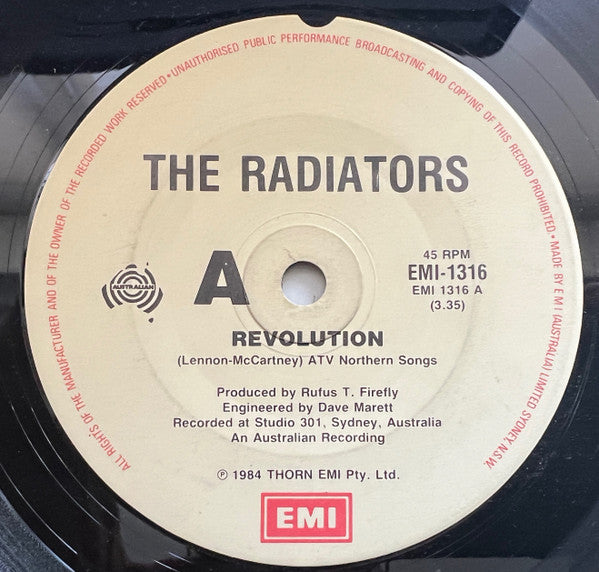 ALL RIGHTS OF THE MANUFACTURER AND OF THE OWNER OF THE RECORDED WORK RESERVED • UNAUTHORISED PUBLIC PERFORMANCE BROADCASTING AND COPYING OF THIS RECORD PROHIBITED • MADE BY E M I (AUSTRALIA) LIMITED SYDNEY, N.S.W.
THE RADIATORS
AUSTRALIAN
A
45 RPM
EMI-1316
EMI 1316 A
(3.35)
REVOLUTION
(Lennon-McCartney) ATV Northern Songs
Produced by Rufus T. Firefly
Engineered by Dave Marett
Recorded at Studio 301, Sydney, Australia
An Australian Recording
℗ 1984 THORN EMI Pty. Ltd.
EMI